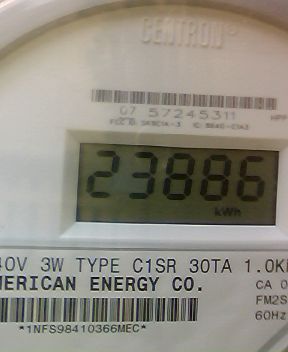 CENTRON®
07 57245311
HPP
23886
kWh
40V 3W TYPE C1SR 30TA 1.0K
MERICAN ENERGY CO.
CA 0
FM2S
60Hz
*1NFS98410366MEC*